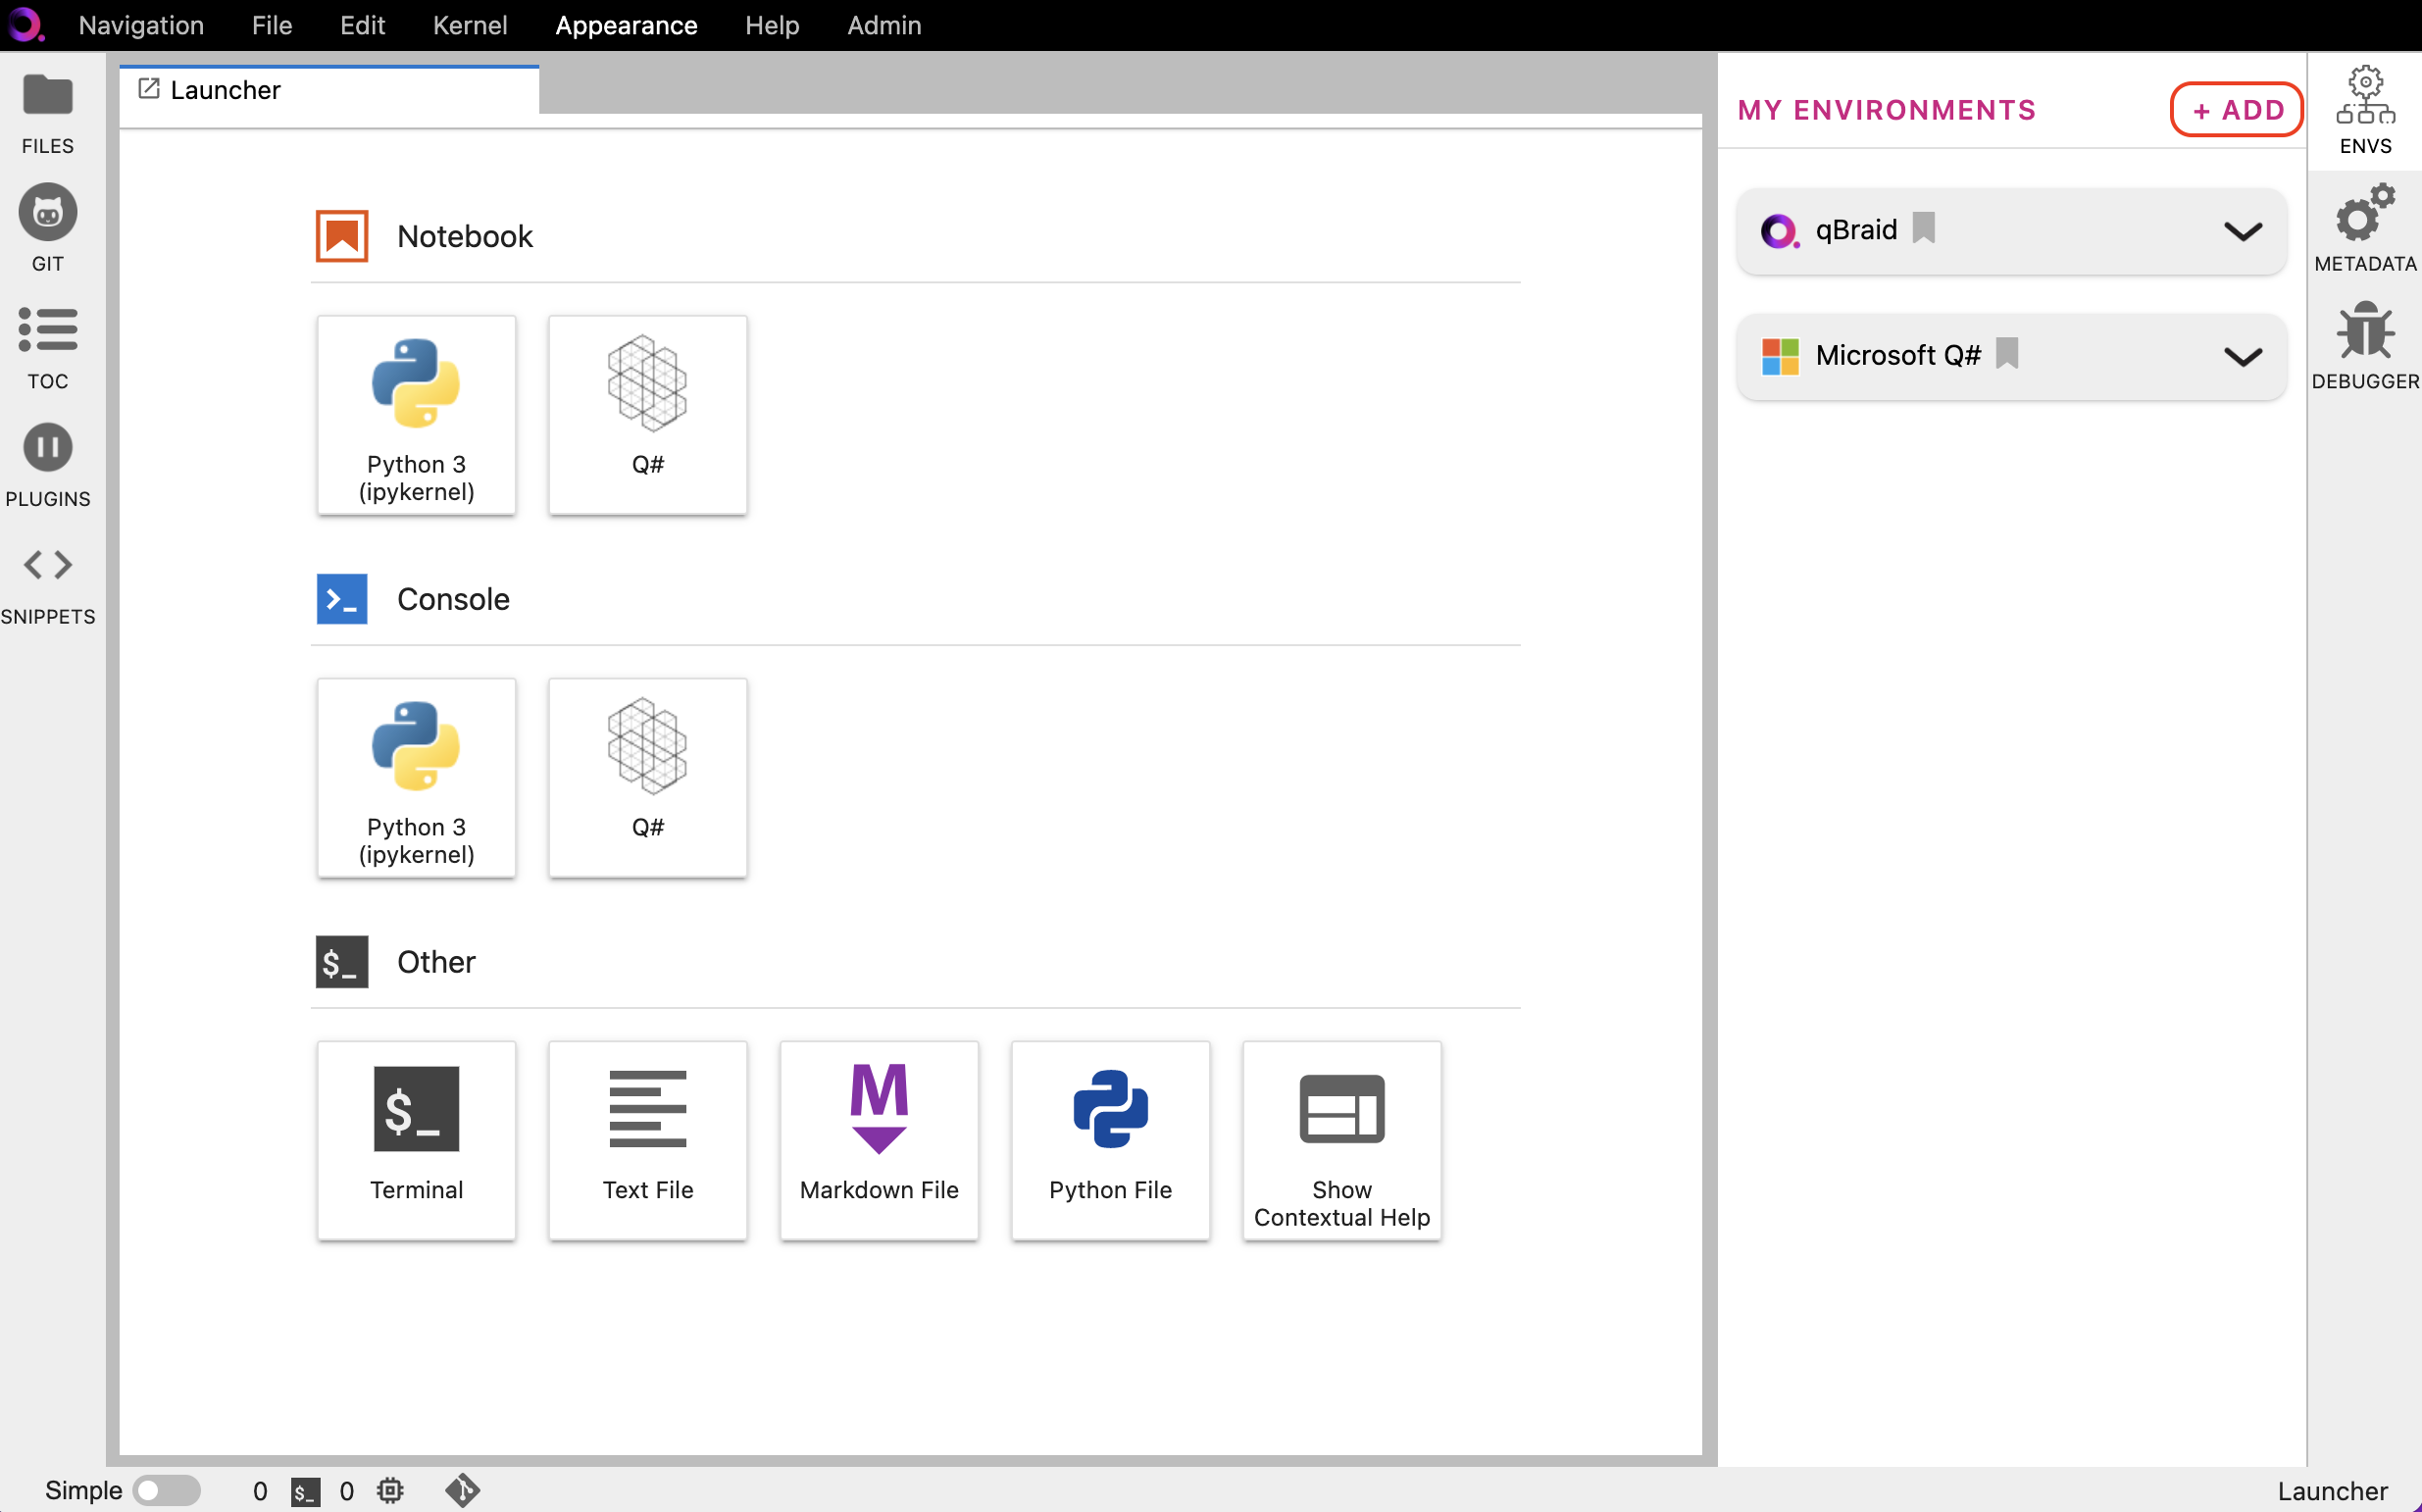 Navigation File Edit Kernel Appearance Help Admin
FILES
GIT
TOC
PLUGINS
SNIPPETS
Launcher
Notebook
Python 3
(ipykernel)
Q#
Console
Python 3
(ipykernel)
Q#
$_ Other
$_
Terminal
Text File
M
Markdown File
Python File
Show
Contextual Help
MY ENVIRONMENTS + ADD
qBraid
Microsoft Q#
ENVS
METADATA
DEBUGGER
Simple 0 $_ 0 Launcher